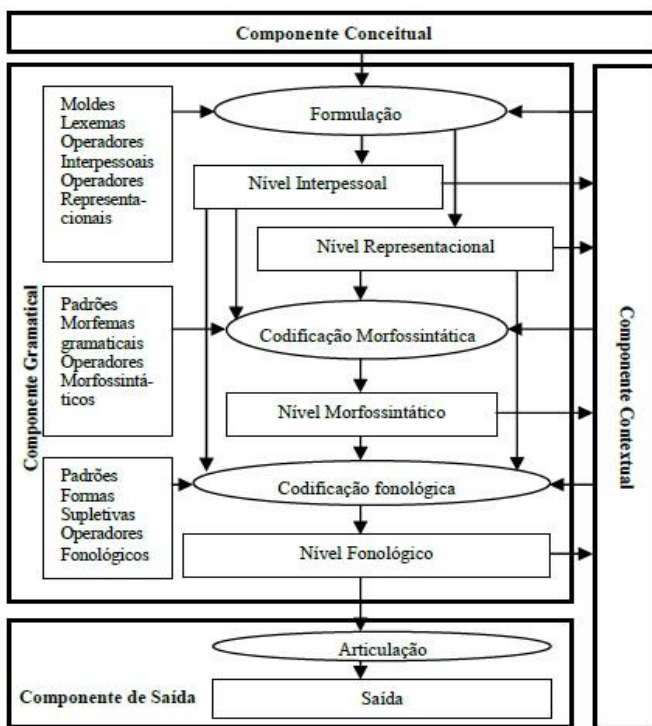 Componente Conceitual
Moldes
Lexemas
Operadores
Interpessoais
Operadores
Representa-
cionais
Formulação
Nível Interpessoal
Nível Representacional
Componente Gramatical
Padrões
Morfemas
gramaticais
Operadores
Morfossintá-
ticos
Codificação Morfossintática
Nível Morfossintático
Componente Contextual
Padrões
Formas
Supletivas
Operadores
Fonológicos
Codificação fonológica
Nível Fonológico
Articulação
Componente de Saída
Saída